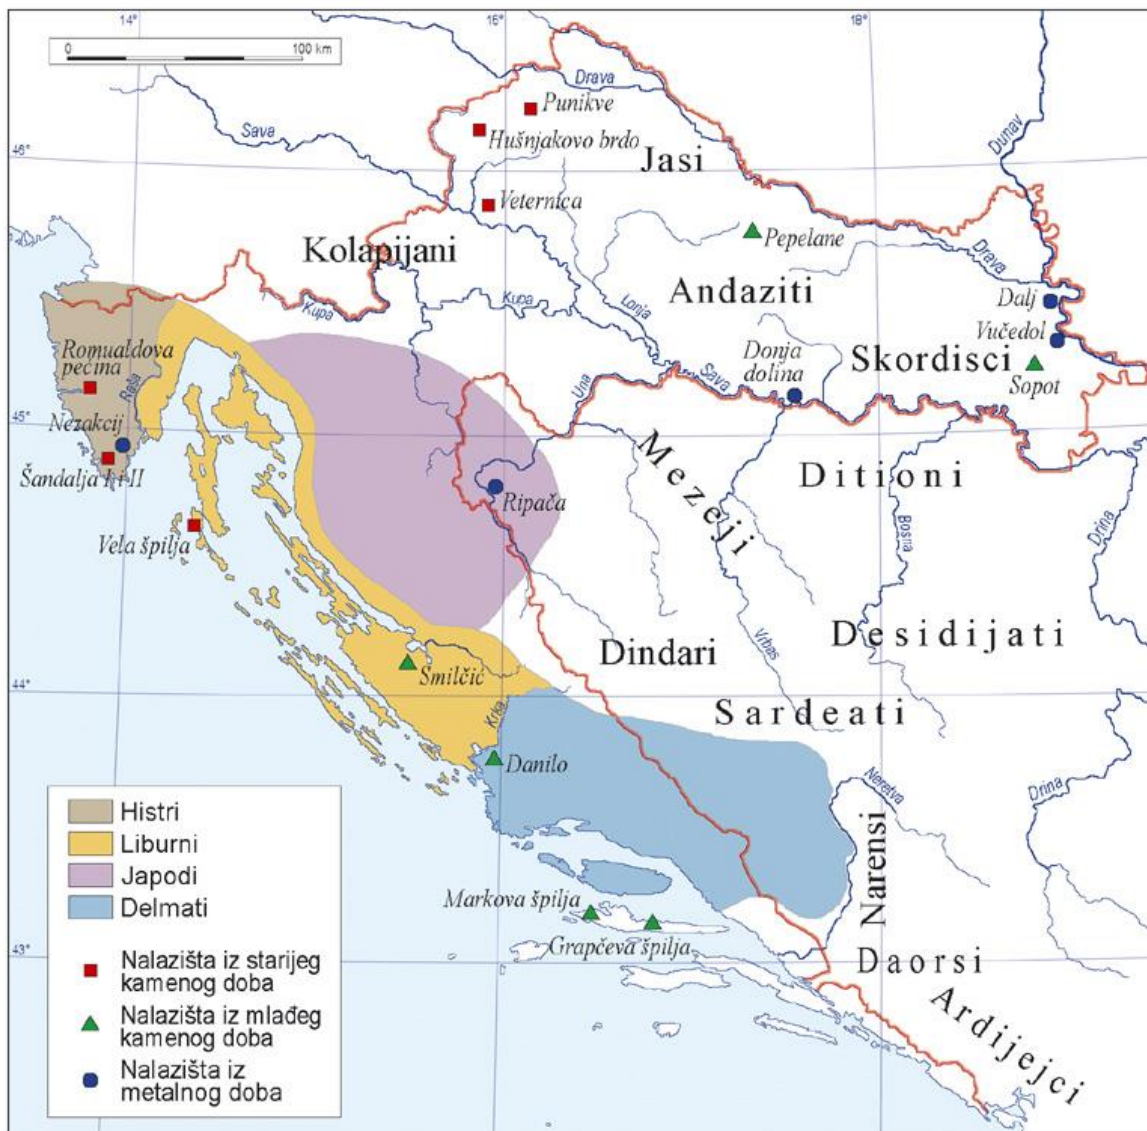 14°
16°
18°
0
100 km
Drava
Punikve
Hušnjakovo brdo
Sava
Jasi
Dunav
46°
Veternica
Kolapijani
Pepelane
Drava
Andaziti
Dalj
Kupa
Kupa
Lonja
Vučedol
Romualdova
pećina
Donja
dolina
Skordisci
Sopot
Raša
Una
Sava
45°
Nezakcij
Šandalja I i II
Mezeji
Ditioni
Ripača
Vela špilja
Bosna
Drina
Dindari
Vrbas
Desidijati
Smilčić
44°
Sardeati
Krka
Danilo
Neretva
Drina
Narensi
Markova špilja
Grapčeva špilja
43°
Daorsi
Ardijejci
Histri
Liburni
Japodi
Delmati
Nalazišta iz starijeg
kamenog doba
Nalazišta iz mlađeg
kamenog doba
Nalazišta iz
metalnog doba